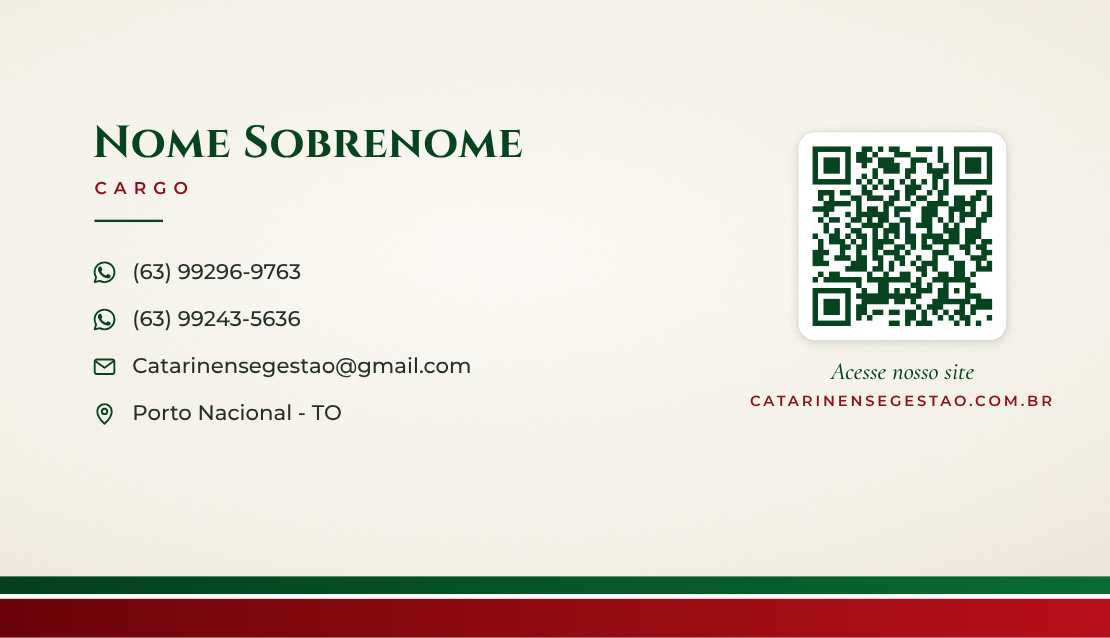 Nome Sobrenome
CARGO
(63) 99296-9763
(63) 99243-5636
Catarinensegestao@gmail.com
Porto Nacional - TO
Acesse nosso site
CATARINENSEGESTAO.COM.BR